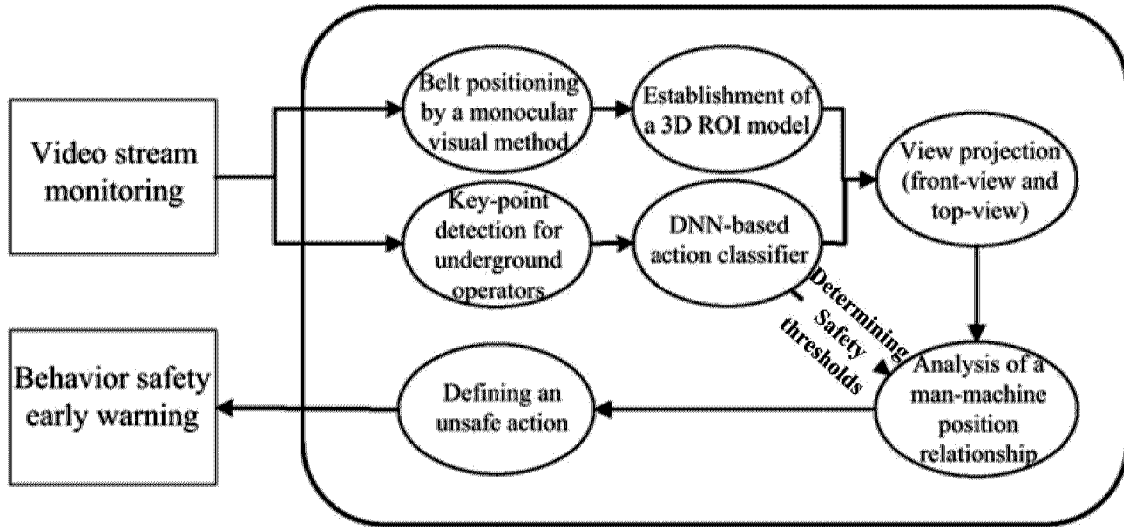 Video stream
monitoring
Belt positioning
by a monocular
visual method
Establishment of
a 3D ROI model
Key-point
detection for
underground
operators
DNN-based
action classifier
View projection
(front-view and
top-view)
Determining
Safety
thresholds
Analysis of a
man-machine
position
relationship
Defining an
unsafe action
Behavior safety
early warning